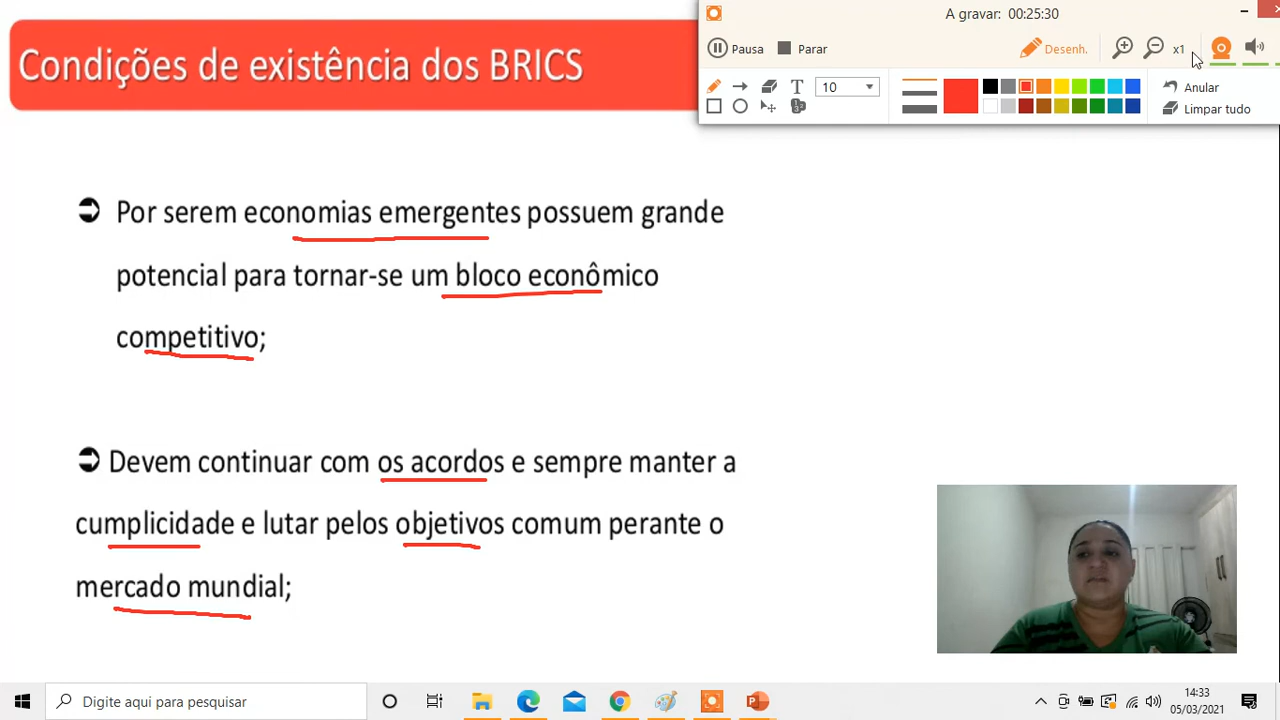 Condições de existência dos BRICS
A gravar: 00:25:30
Pausa
Parar
Desenh.
x1
T
10
Anular
Limpar tudo
Por serem economias emergentes possuem grande
potencial para tornar-se um bloco econômico
competitivo;
Devem continuar com os acordos e sempre manter a
cumplicidade e lutar pelos objetivos comum perante o
mercado mundial;
Digite aqui para pesquisar
14:33
05/03/2021